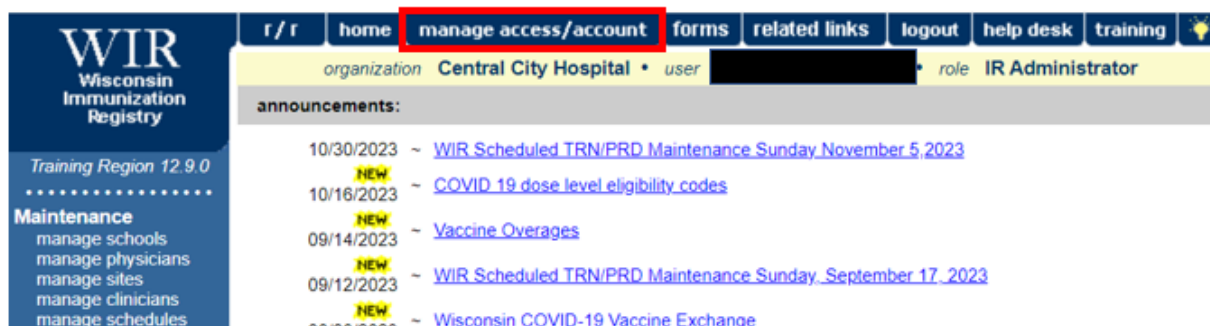 WIR
Wisconsin
Immunization
Registry
Training Region 12.9.0
Maintenance
manage schools
manage physicians
manage sites
manage clinicians
manage schedules
r/r home manage access/account forms related links logout help desk training
organization Central City Hospital • user • role IR Administrator
announcements:
10/30/2023 ~ WIR Scheduled TRN/PRD Maintenance Sunday November 5,2023
NEW
10/16/2023 ~ COVID 19 dose level eligibility codes
NEW
09/14/2023 ~ Vaccine Overages
NEW
09/12/2023 ~ WIR Scheduled TRN/PRD Maintenance Sunday, September 17, 2023
NEW
~ Wisconsin COVID-19 Vaccine Exchange